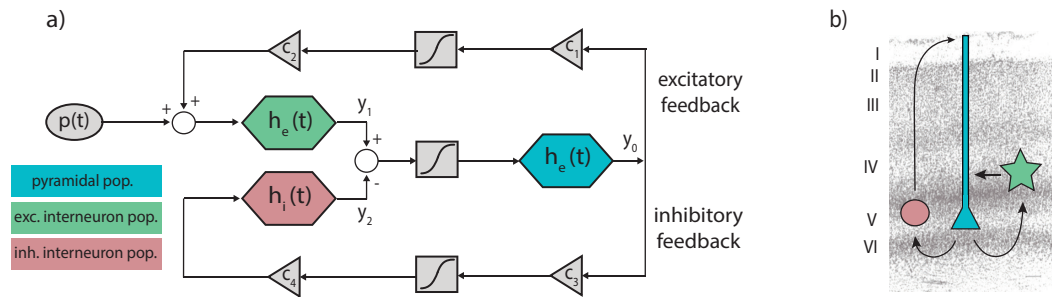 a)
C₂
C₁
p(t)
+
+
hₑ(t)
y₁
+
-
hᵢ(t)
y₂
hₑ(t)
y₀
excitatory
feedback
inhibitory
feedback
C₄
C₃
pyramidal pop.
exc. interneuron pop.
inh. interneuron pop.
b)
I
II
III
IV
V
VI